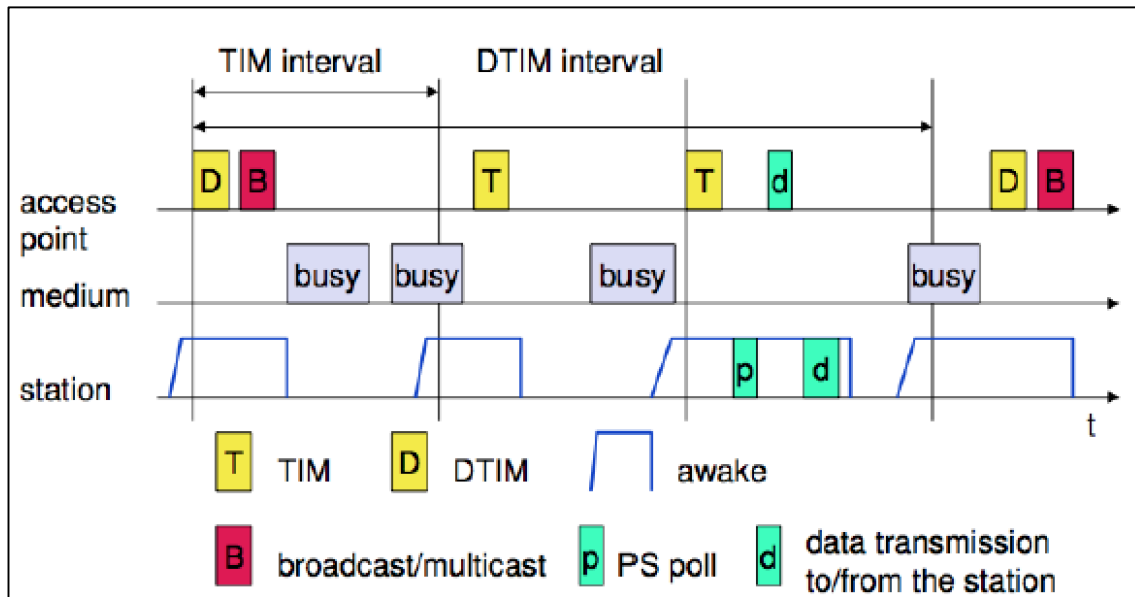 TIM interval DTIM interval
D B T T d D B
access
point
busy busy busy busy
medium
p d
station
t
T TIM D DTIM awake
B broadcast/multicast p PS poll d data transmission
to/from the station